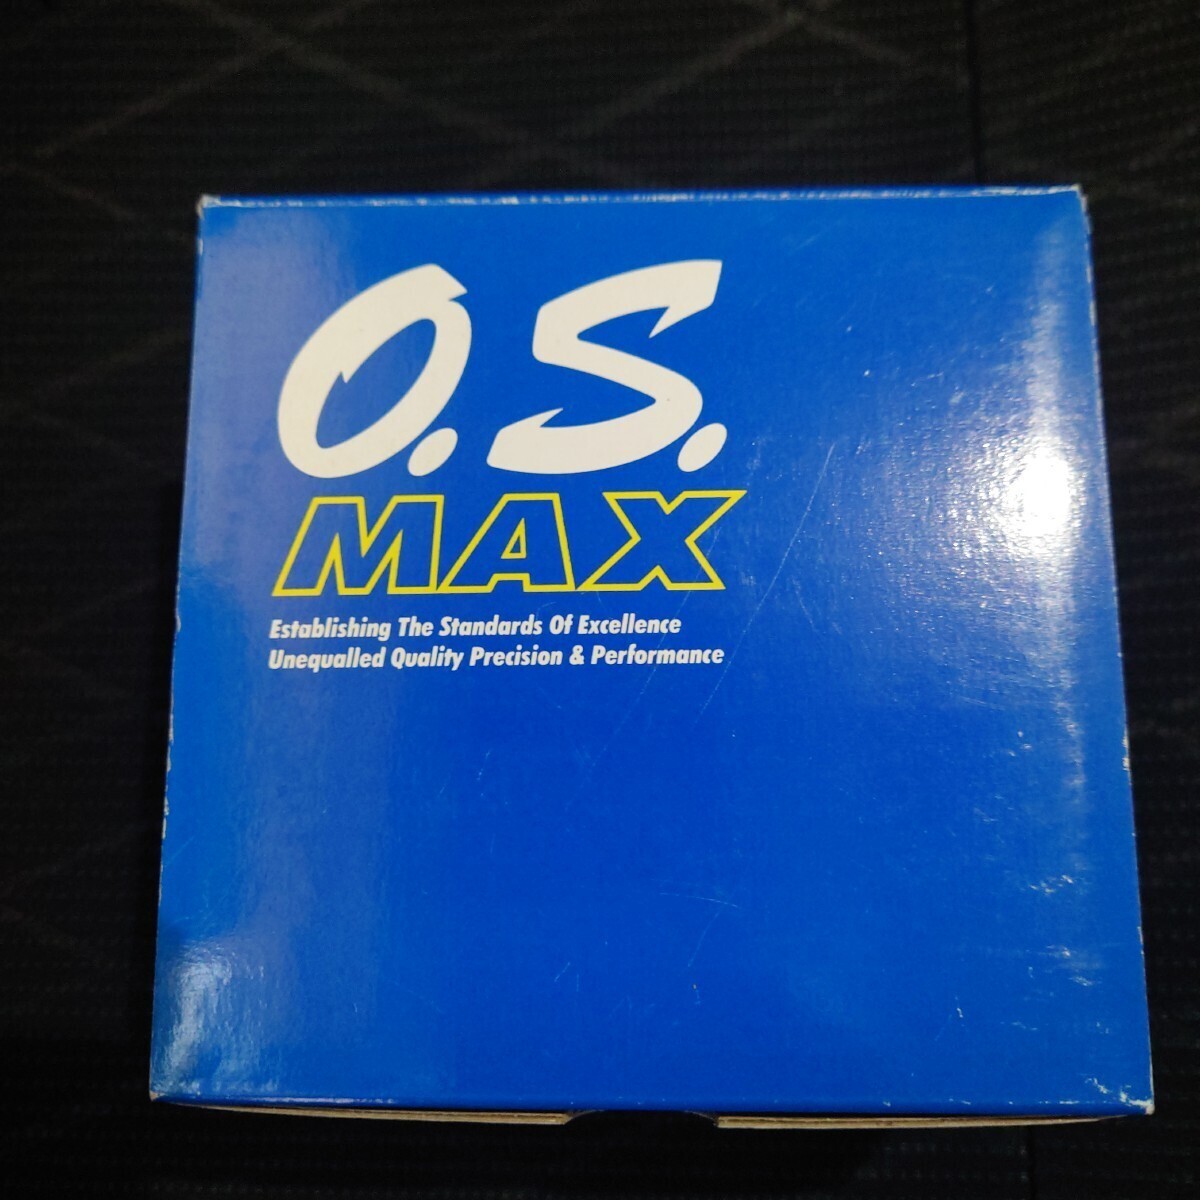 O.S.
MAX
Establishing The Standards Of Excellence
Unequalled Quality Precision & Performance